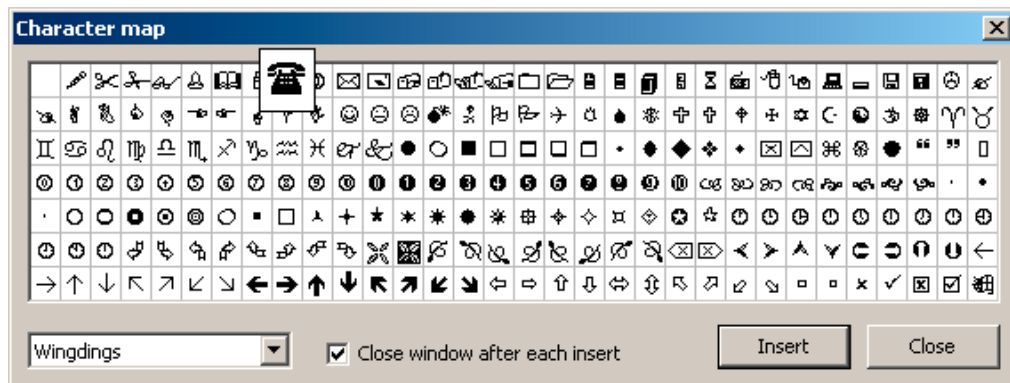 Character map
Wingdings
Close window after each insert
Insert
Close